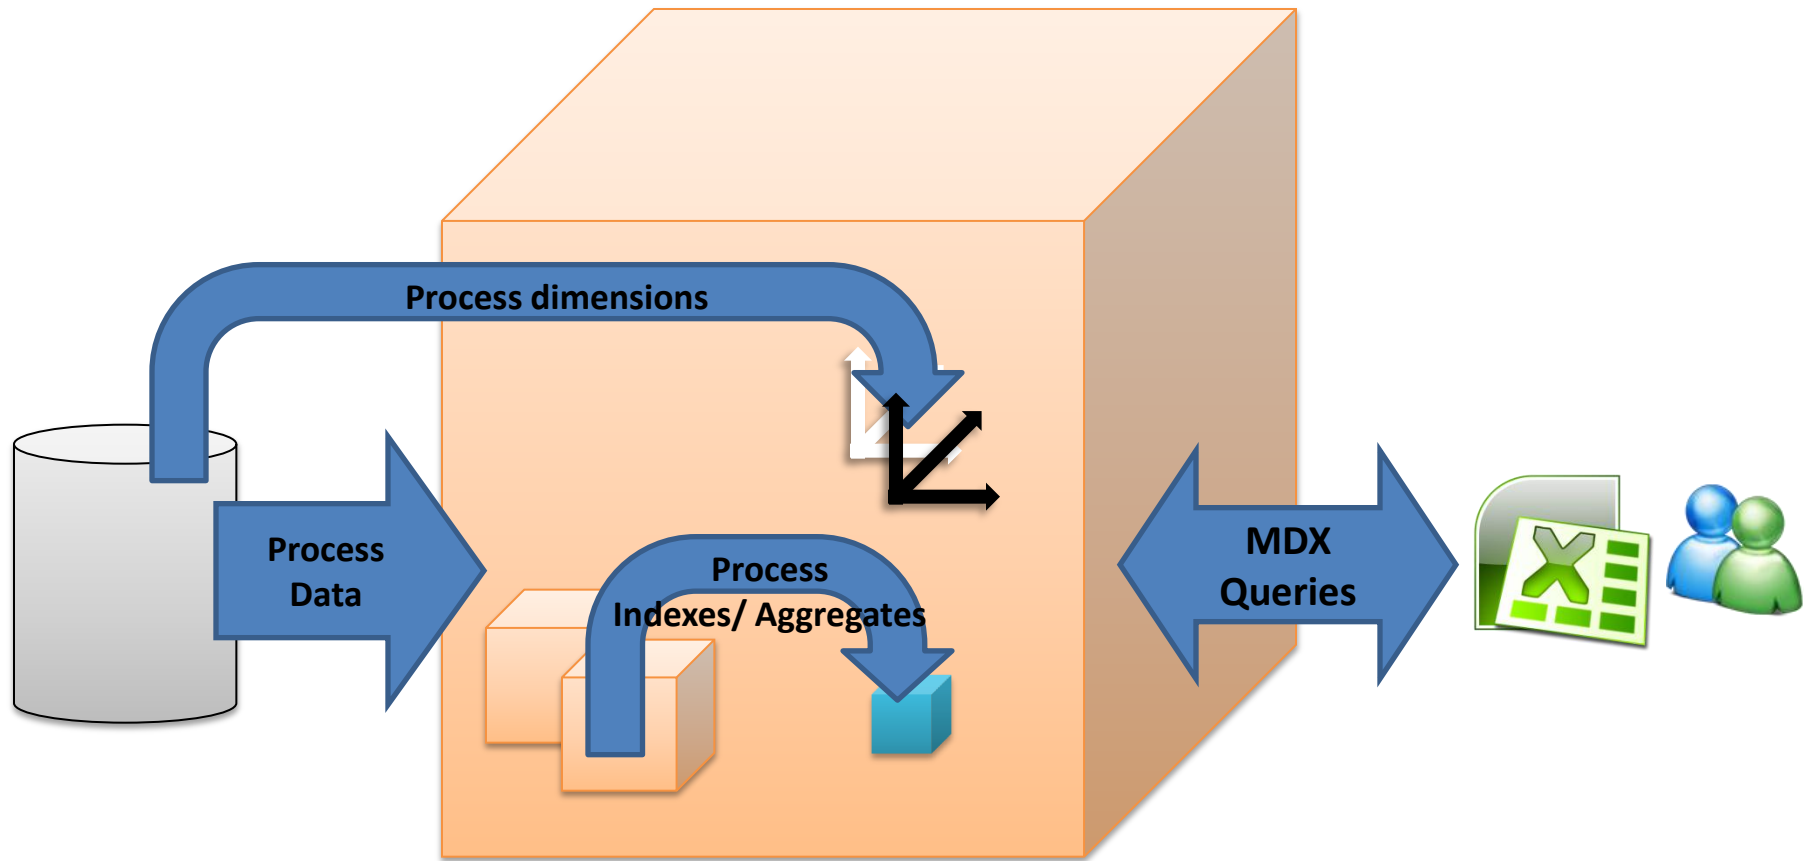 Process dimensions
Process
Data
Process
Indexes/ Aggregates
MDX
Queries